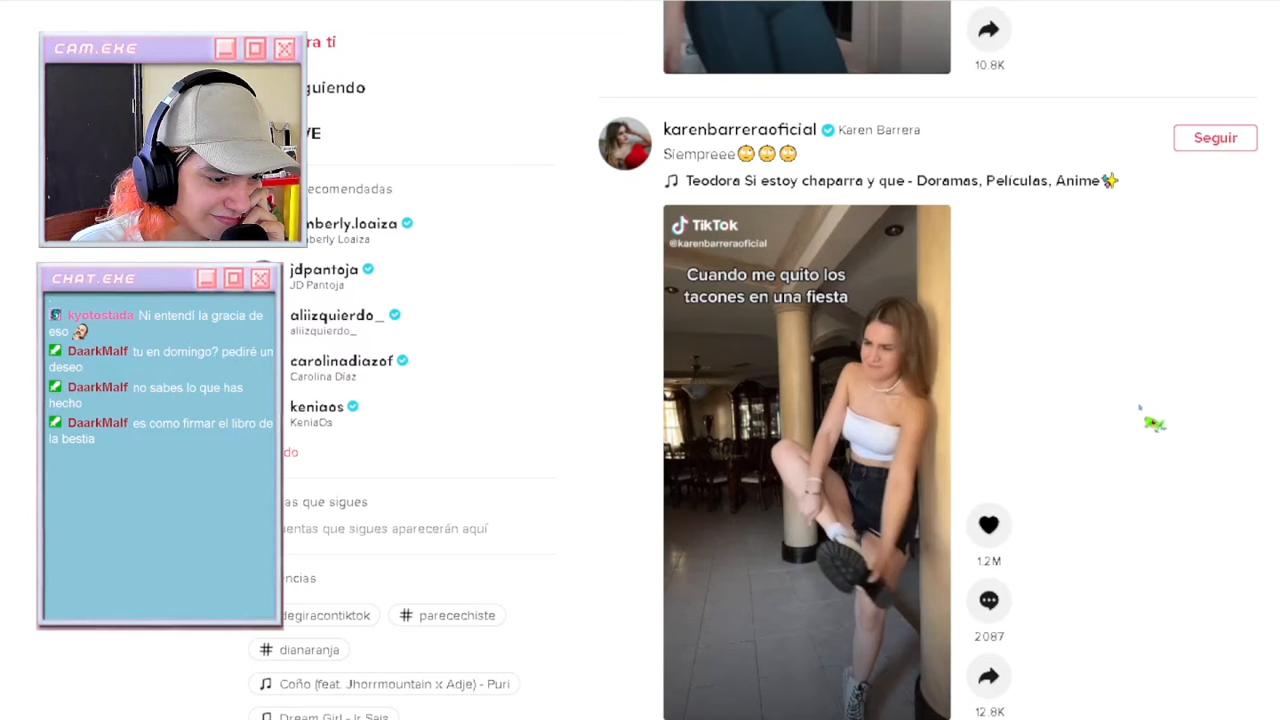 CAM.EXE
ra ti
guiendo
VE
ecomendadas
mberly.loaiza
berly Loaiza
jdpantoja
JD Pantoja
aliizquierdo_
aliizquierdo_
carolinadiazof
Carolina Díaz
keniaos
KeniaOs
do
as que sigues
uentas que sigues aparecerán aquí
encias
degiracontiktok
# parecechiste
# dianaranja
Coño (feat. Jhorrmountain x Adje) - Puri
Dream Girl - Ir Sais
CHAT.EXE
kyotostada Ni entendí la gracia de
eso
DaarkMalf tu en domingo? pediré un
deseo
DaarkMalf no sabes lo que has
hecho
DaarkMalf es como firmar el libro de
la bestia
10.8K
karenbarreraoficial Karen Barrera
Siempreee🙄🙄🙄
Seguir
Teodora Si estoy chaparra y que - Doramas, Películas, Anime✨
TikTok
@karenbarreraoficial
Cuando me quito los
tacones en una fiesta
1.2M
2087
12.8K